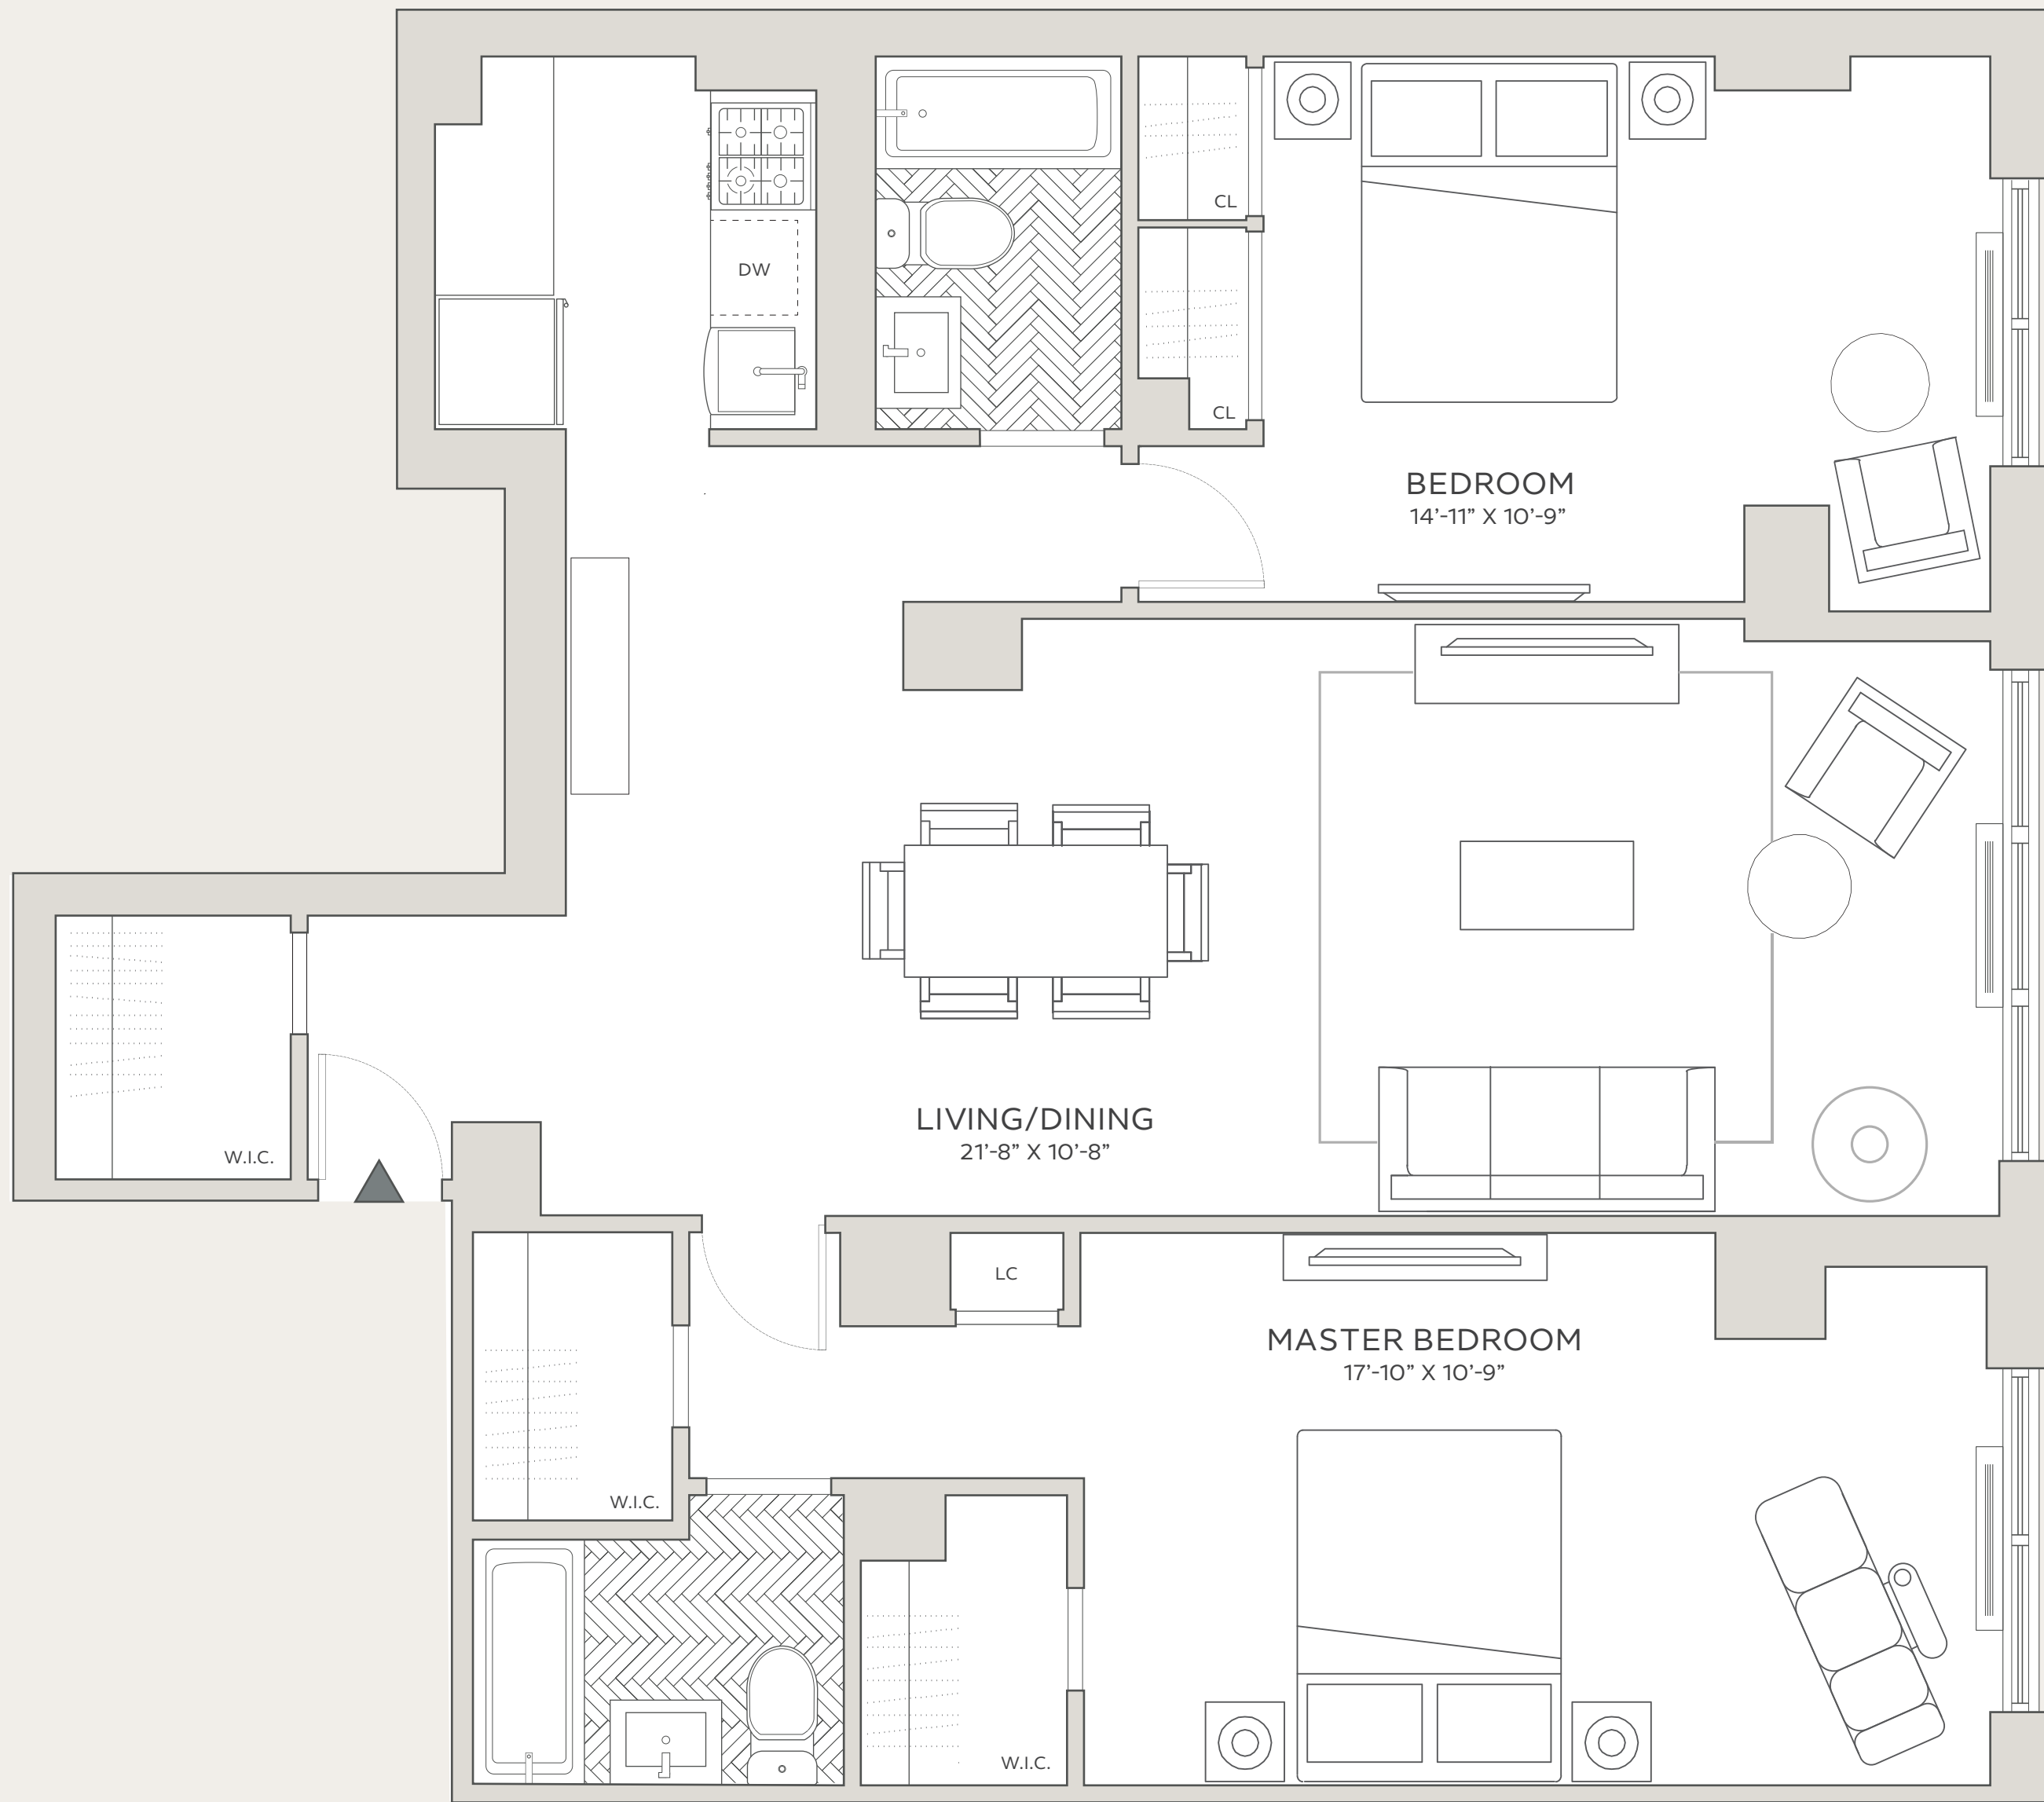 CL
DW
CL
BEDROOM
14’-11” X 10’-9”
LIVING/DINING
21’-8” X 10’-8”
W.I.C.
LC
MASTER BEDROOM
17’-10” X 10’-9”
W.I.C.
W.I.C.